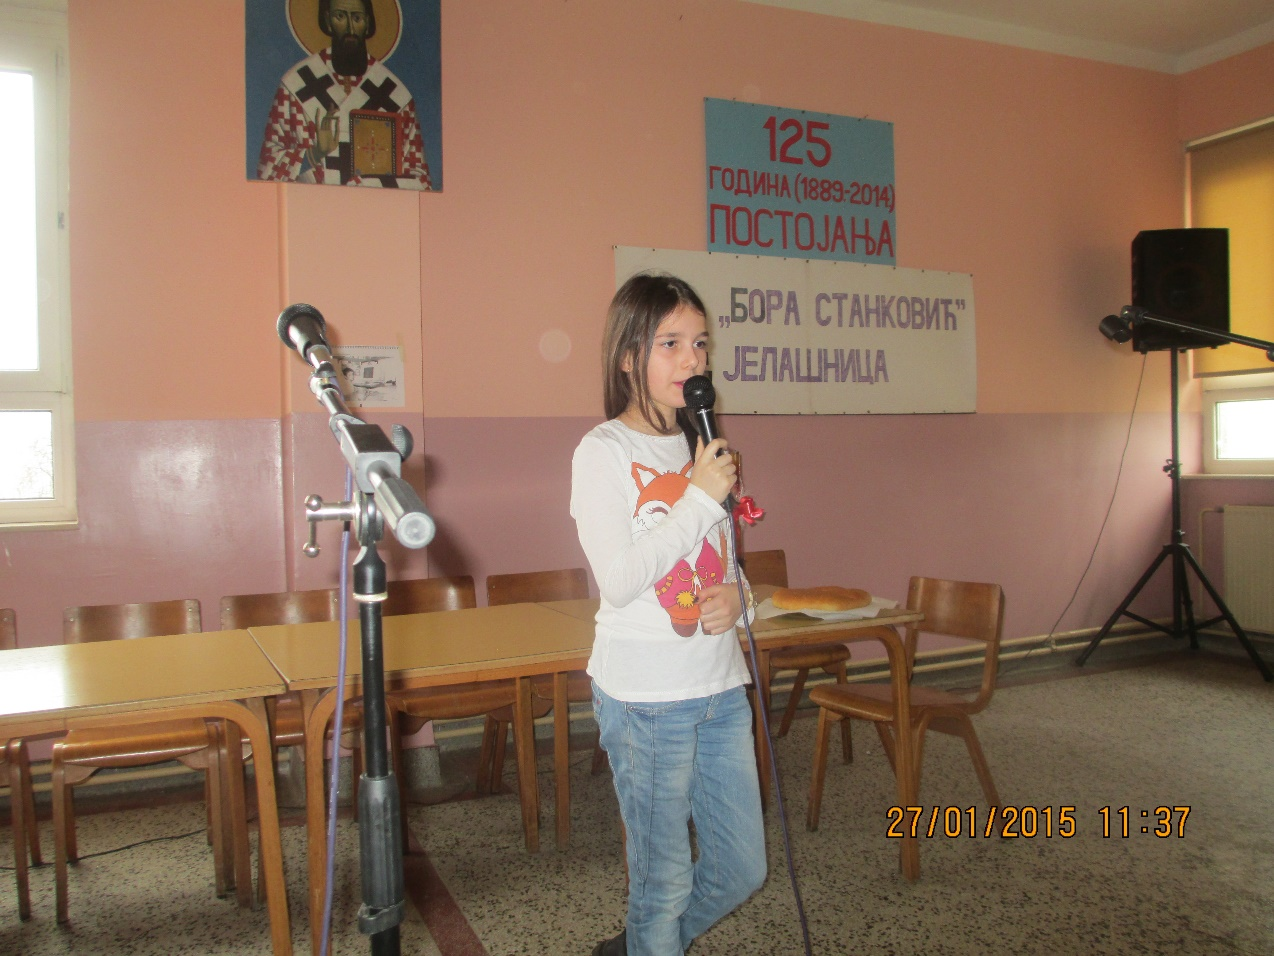 125
ГОДИНА (1889.-2014)
ПОСТОЈАЊА
„БОРА СТАНКОВИЋ”
ЈЕЛАШНИЦА
27/01/2015 11:37